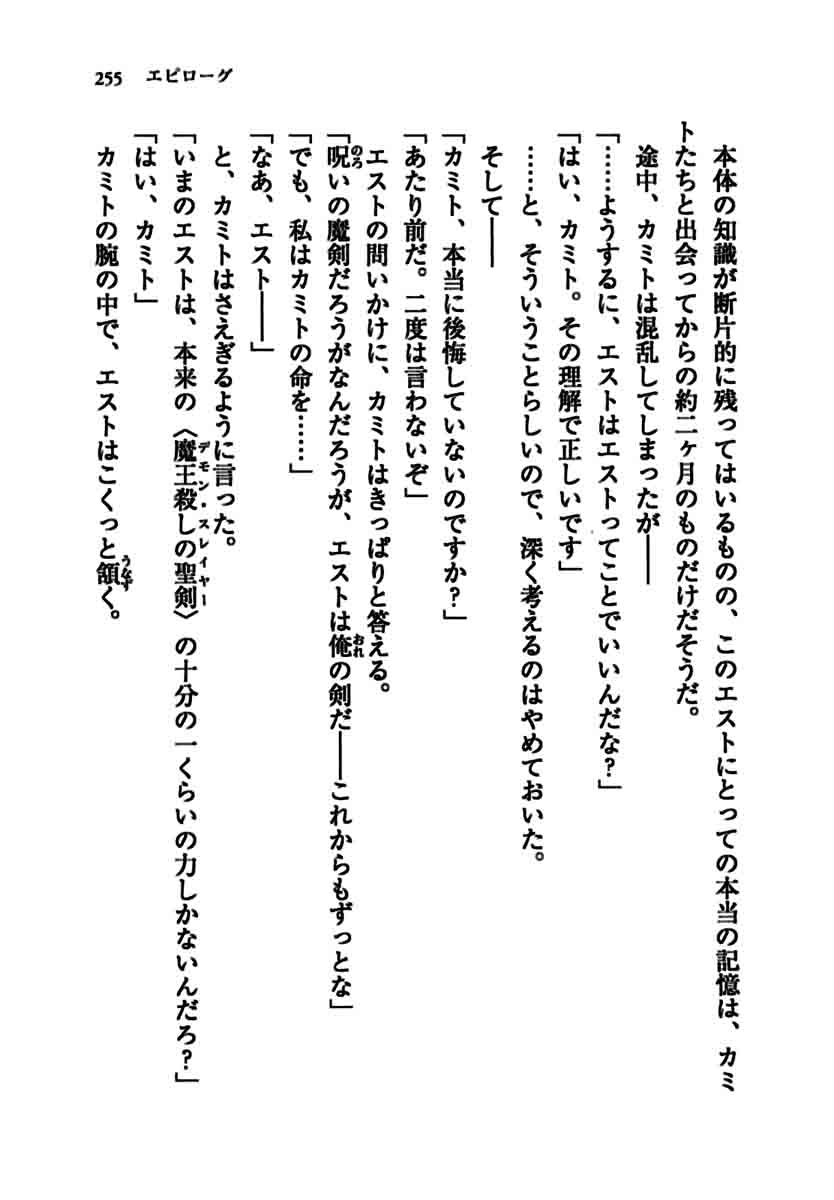 255 エピローグ
　本体の知識が断片的に残ってはいるものの、このエストにとっての本当の記憶は、カミ
トたちと出会ってからの約二ヶ月のものだけだそうだ。
　途中、カミトは混乱してしまったが――
「……ようするに、エストはエストってことでいいんだな？」
「はい、カミト。その理解で正しいです」
　……と、そういうことらしいので、深く考えるのはやめておいた。
　そして――
「カミト、本当に後悔していないのですか？」
「あたり前だ。二度は言わないぞ」
　エストの問いかけに、カミトはきっぱりと答える。
「呪いの魔剣だろうがなんだろうが、エストは俺の剣だ――これからもずっとな」
「でも、私はカミトの命を……」
「なあ、エスト――」
　と、カミトはさえぎるように言った。
「いまのエストは、本来の〈魔王殺しの聖剣〉の十分の一くらいの力しかないんだろ？」
「はい、カミト」
　カミトの腕の中で、エストはこくっと頷く。
のろ
おれ
デモン・スレイヤー
うなず